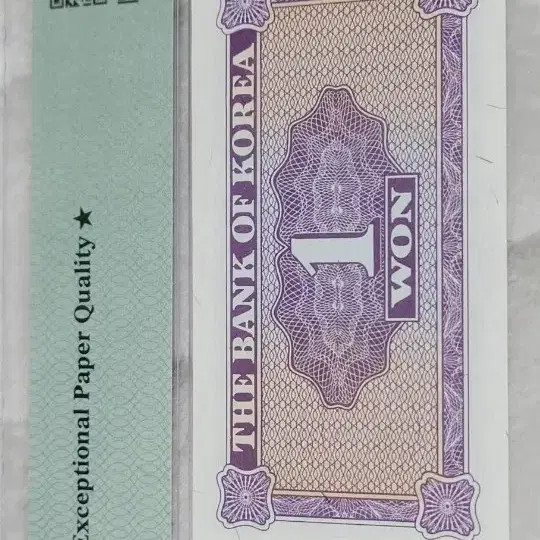 Exceptional Paper Quality ★
THE BANK OF KOREA
1
WON